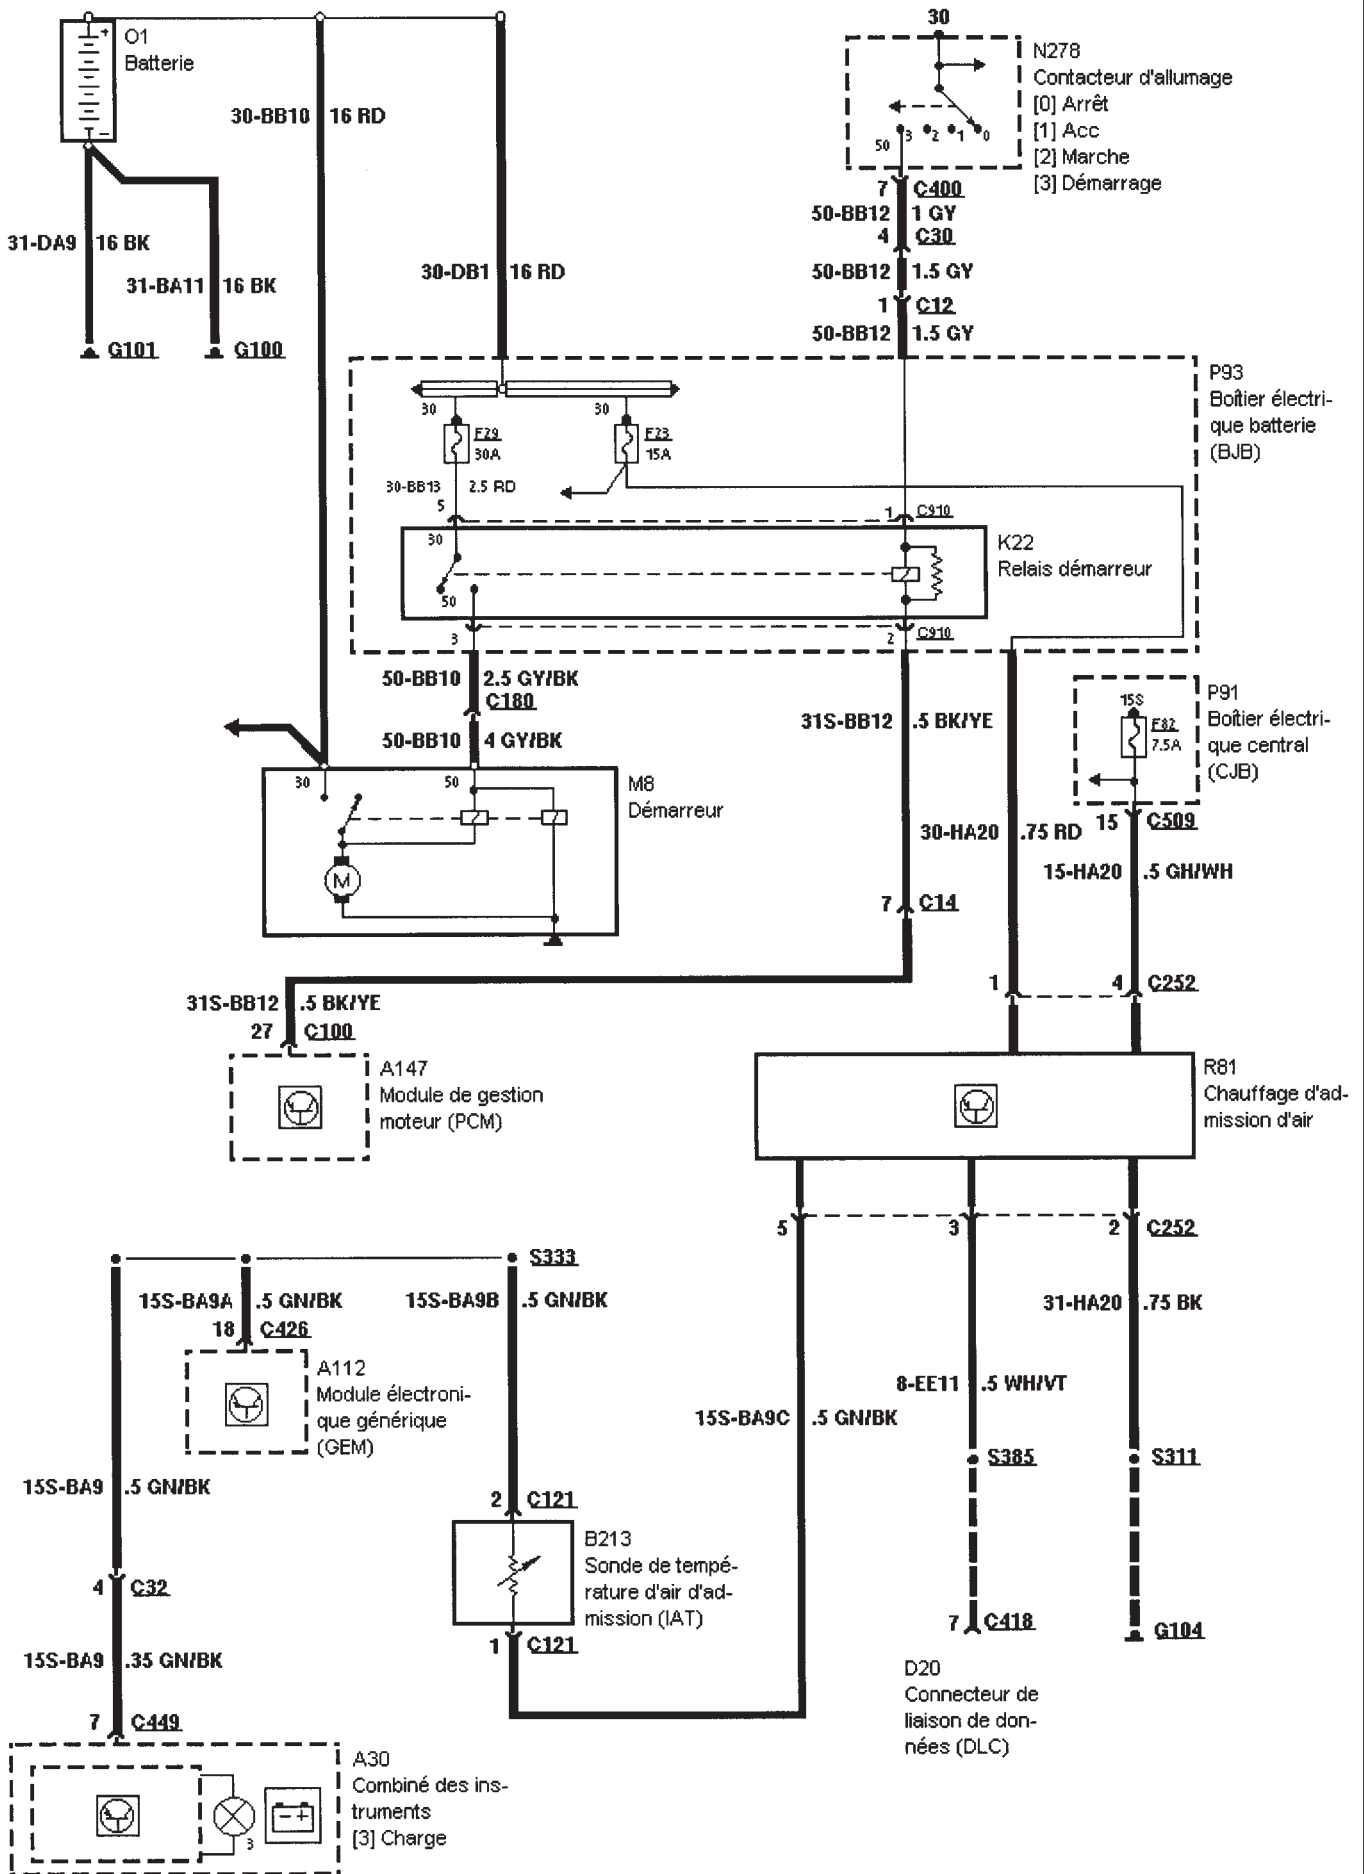 30
O1
Batterie
+
−
N278
Contacteur d'allumage
[0] Arrêt
[1] Acc
[2] Marche
[3] Démarrage
50 3 2 1 0
30-BB10 16 RD
7 C400
50-BB12 1 GY
4 C30
31-DA9 16 BK
31-BA11 16 BK
30-DB1 16 RD
50-BB12 1.5 GY
1 C12
50-BB12 1.5 GY
G101
G100
P93
Boîtier électri-
que batterie
(BJB)
30
30
F29
30A
F23
15A
30-BB13 2.5 RD
5
1 C910
30
50
K22
Relais démarreur
3
2 C910
50-BB10 2.5 GY/BK
C180
50-BB10 4 GY/BK
31S-BB12 .5 BK/YE
P91
Boîtier électri-
que central
(CJB)
15S
F82
7.5A
30
50
M8
Démarreur
M
15 C509
30-HA20 .75 RD
15-HA20 .5 GH/WH
7 C14
1
4 C252
31S-BB12 .5 BK/YE
27 C100
A147
Module de gestion
moteur (PCM)
R81
Chauffage d'ad-
mission d'air
5
3
2 C252
S333
15S-BA9A .5 GN/BK
18 C426
15S-BA9B .5 GN/BK
31-HA20 .75 BK
A112
Module électroni-
que générique
(GEM)
8-EE11 .5 WH/VT
15S-BA9C .5 GN/BK
S385
S311
15S-BA9 .5 GN/BK
2 C121
B213
Sonde de tempé-
rature d'air d'ad-
mission (IAT)
4 C32
1 C121
7 C418
G104
15S-BA9 .35 GN/BK
D20
Connecteur de
liaison de don-
nées (DLC)
7 C449
A30
Combiné des ins-
truments
[3] Charge
3
− +